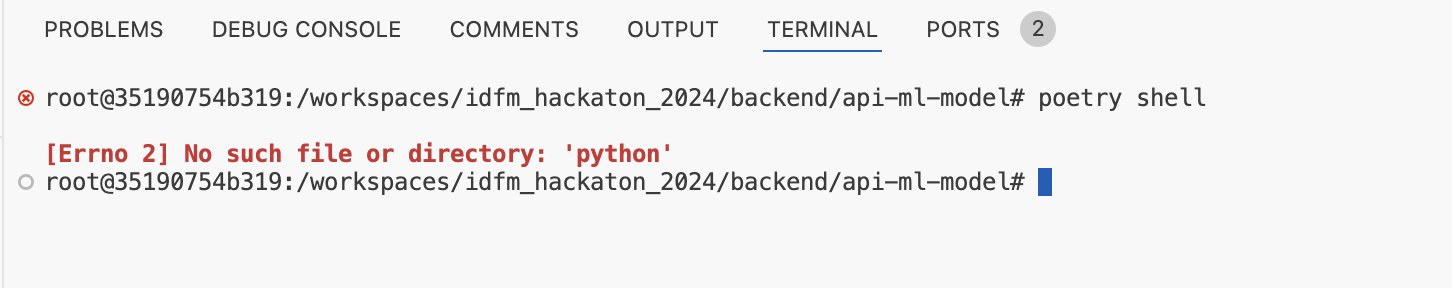 PROBLEMS DEBUG CONSOLE COMMENTS OUTPUT TERMINAL PORTS 2
root@35190754b319:/workspaces/idfm_hackaton_2024/backend/api-ml-model# poetry shell
[Errno 2] No such file or directory: 'python'
root@35190754b319:/workspaces/idfm_hackaton_2024/backend/api-ml-model#